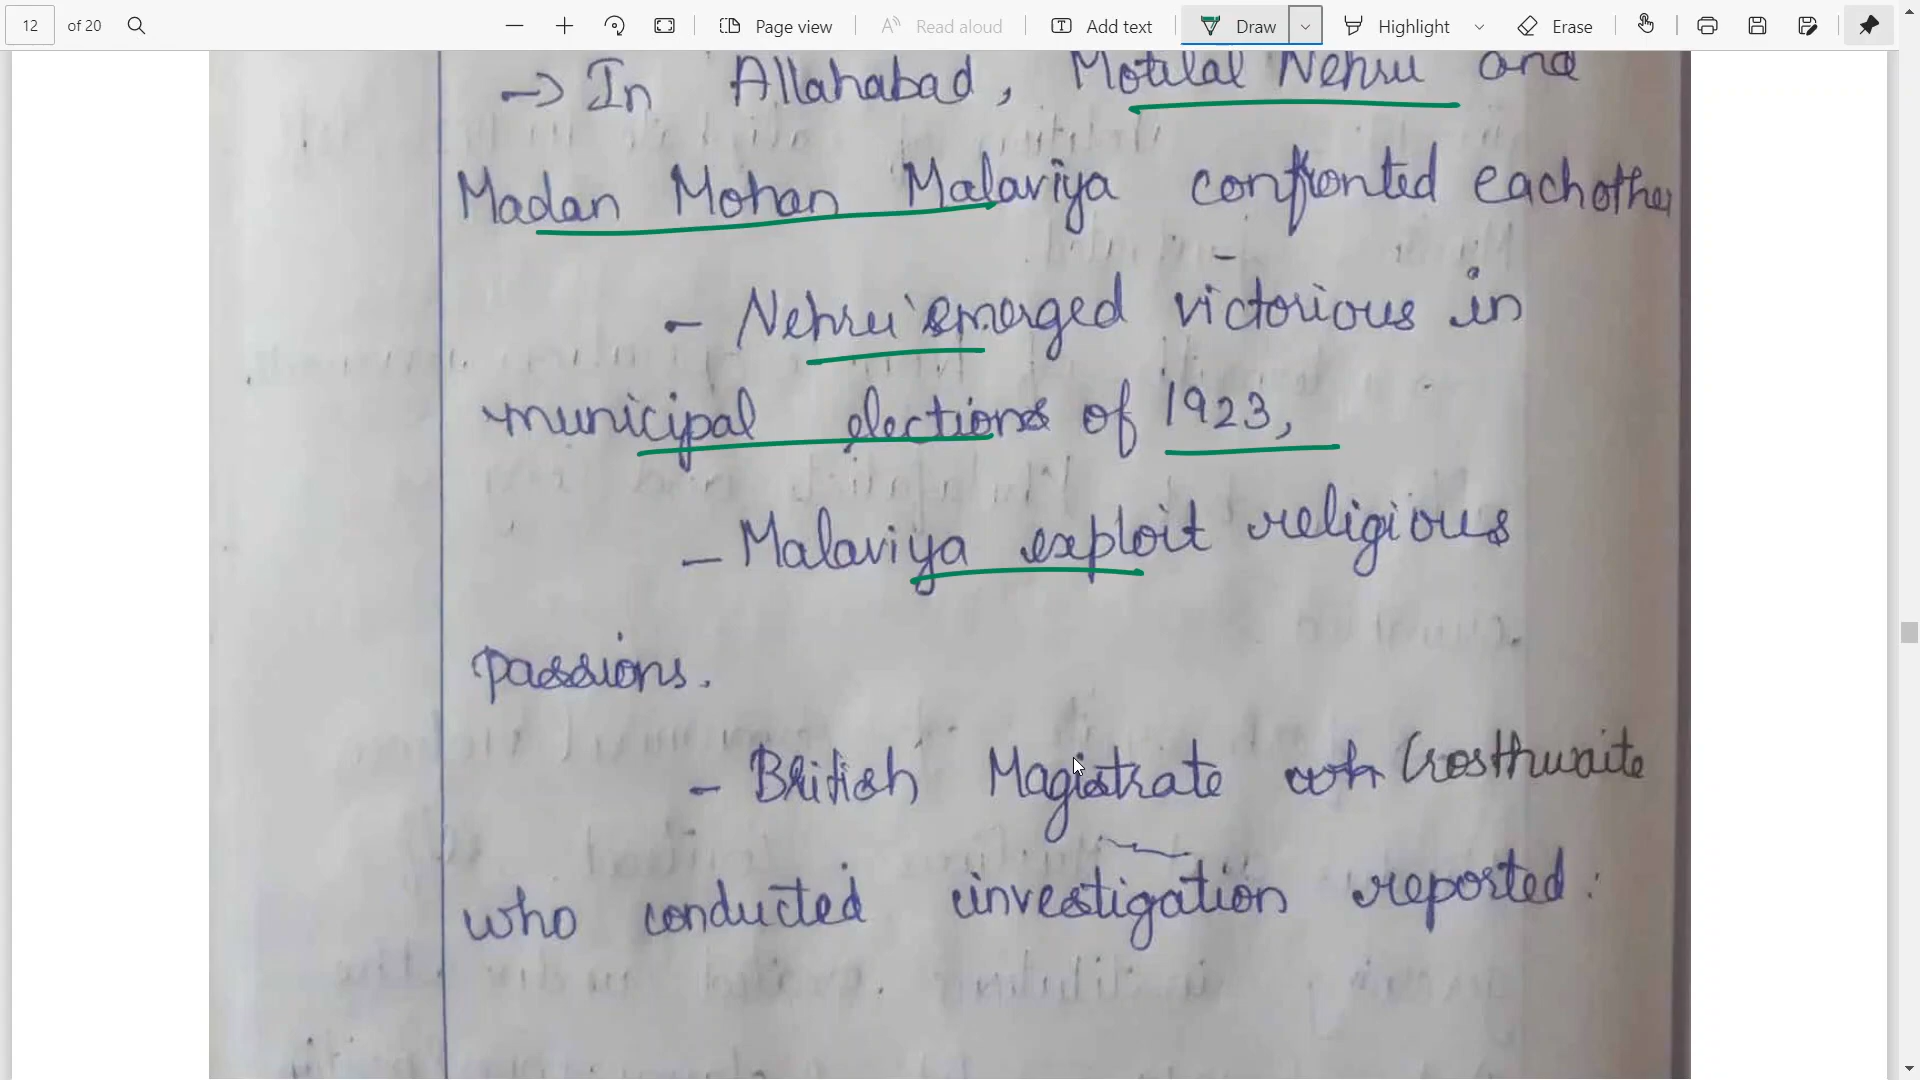 12 of 20 Page view Read aloud Add text Draw Highlight Erase
→ In Allahabad, Motilal Nehru and
Madan Mohan Malaviya confronted eachother
- Nehru emerged victorious in
municipal elections of 1923,
- Malaviya exploit religious
passions.
- British Magistrate Crosthwaite
who conducted investigation reported: